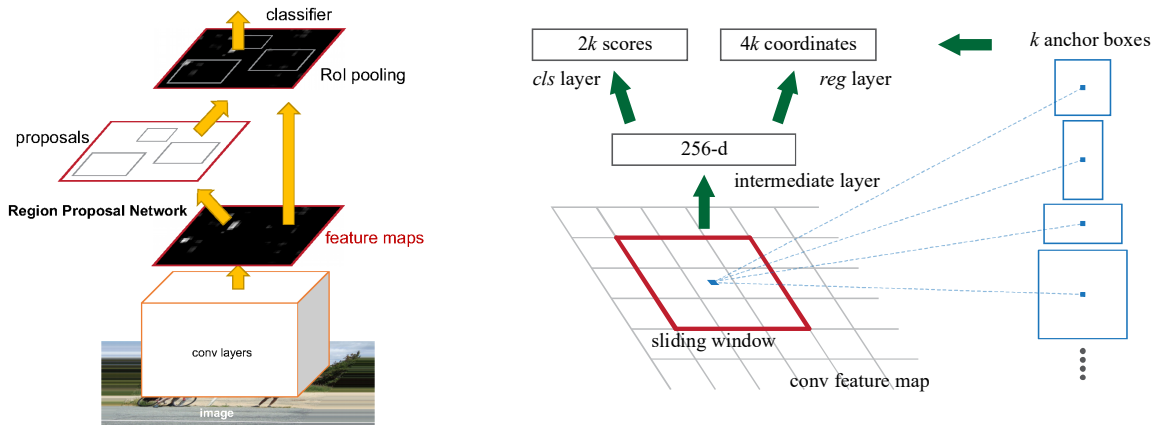 classifier
RoI pooling
proposals
Region Proposal Network
feature maps
conv layers
image
2k scores
4k coordinates
k anchor boxes
cls layer
reg layer
256-d
intermediate layer
sliding window
conv feature map